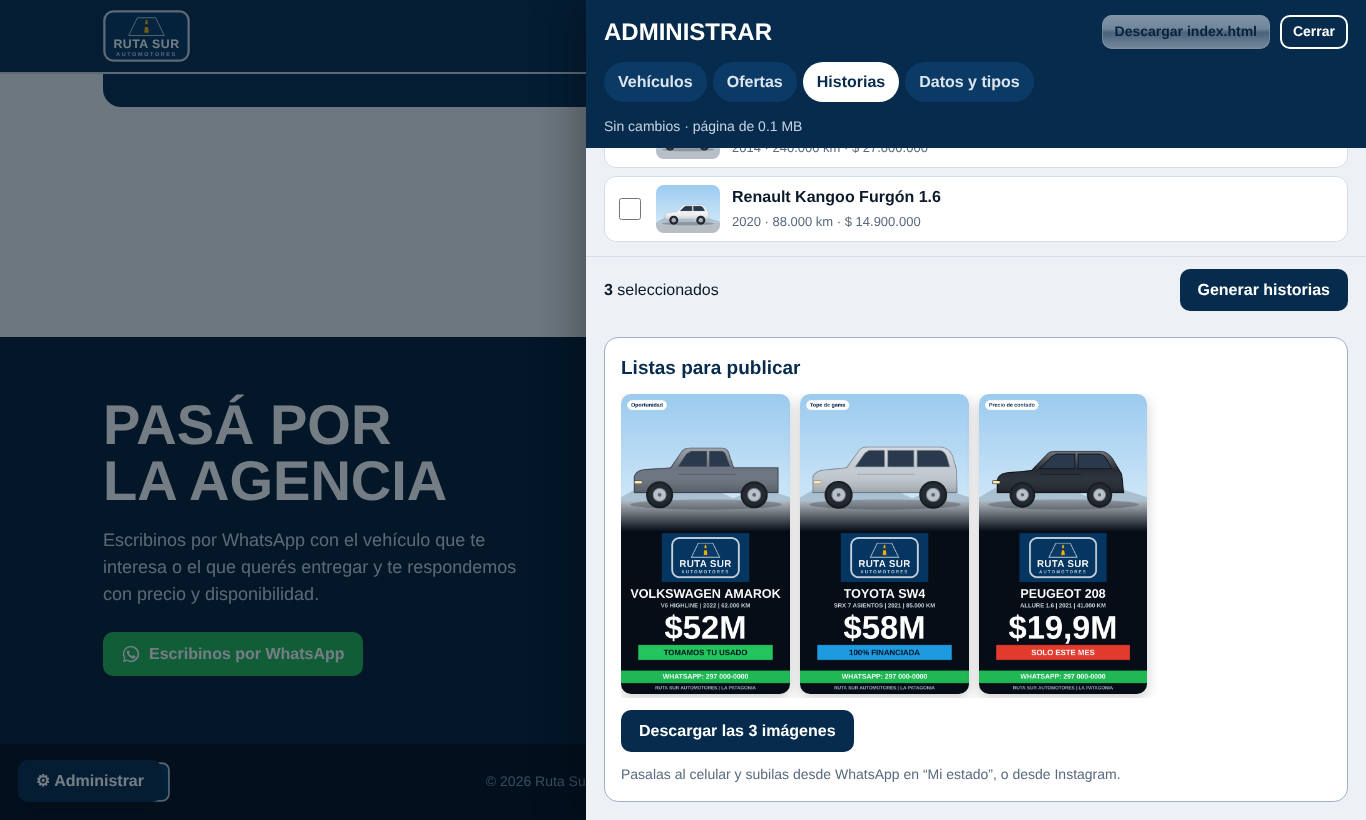 RUTA SUR
AUTOMOTORES
PASÁ POR
LA AGENCIA
Escribinos por WhatsApp con el vehículo que te
interesa o el que querés entregar y te respondemos
con precio y disponibilidad.
Escribinos por WhatsApp
⚙ Administrar
© 2026 Ruta Su
ADMINISTRAR
Descargar index.html
Cerrar
Vehículos
Ofertas
Historias
Datos y tipos
Sin cambios · página de 0.1 MB
2014 · 240.000 km · $ 27.000.000
Renault Kangoo Furgón 1.6
2020 · 88.000 km · $ 14.900.000
3 seleccionados
Generar historias
Listas para publicar
Oportunidad
RUTA SUR
AUTOMOTORES
VOLKSWAGEN AMAROK
V6 HIGHLINE | 2022 | 62.000 KM
$52M
TOMAMOS TU USADO
WHATSAPP: 297 000-0000
RUTA SUR AUTOMOTORES | LA PATAGONIA
Tope de gama
RUTA SUR
AUTOMOTORES
TOYOTA SW4
SRX 7 ASIENTOS | 2021 | 85.000 KM
$58M
100% FINANCIADA
WHATSAPP: 297 000-0000
RUTA SUR AUTOMOTORES | LA PATAGONIA
Precio de contado
RUTA SUR
AUTOMOTORES
PEUGEOT 208
ALLURE 1.6 | 2021 | 41.000 KM
$19,9M
SOLO ESTE MES
WHATSAPP: 297 000-0000
RUTA SUR AUTOMOTORES | LA PATAGONIA
Descargar las 3 imágenes
Pasalas al celular y subilas desde WhatsApp en “Mi estado”, o desde Instagram.